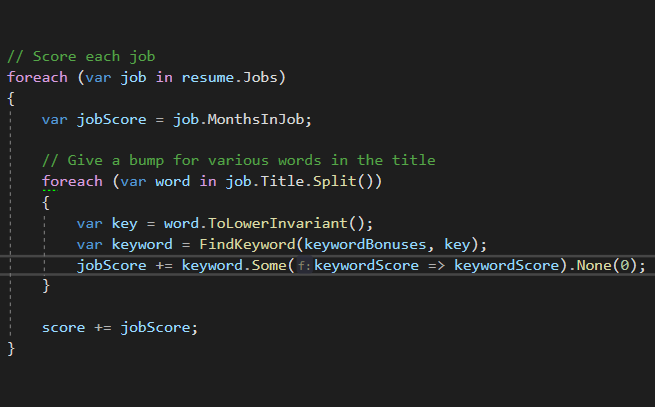 // Score each job
foreach (var job in resume.Jobs)
{
    var jobScore = job.MonthsInJob;
    // Give a bump for various words in the title
    foreach (var word in job.Title.Split())
    {
        var key = word.ToLowerInvariant();
        var keyword = FindKeyword(keywordBonuses, key);
        jobScore += keyword.Some(f:keywordScore => keywordScore).None(0);
    }
    score += jobScore;
}